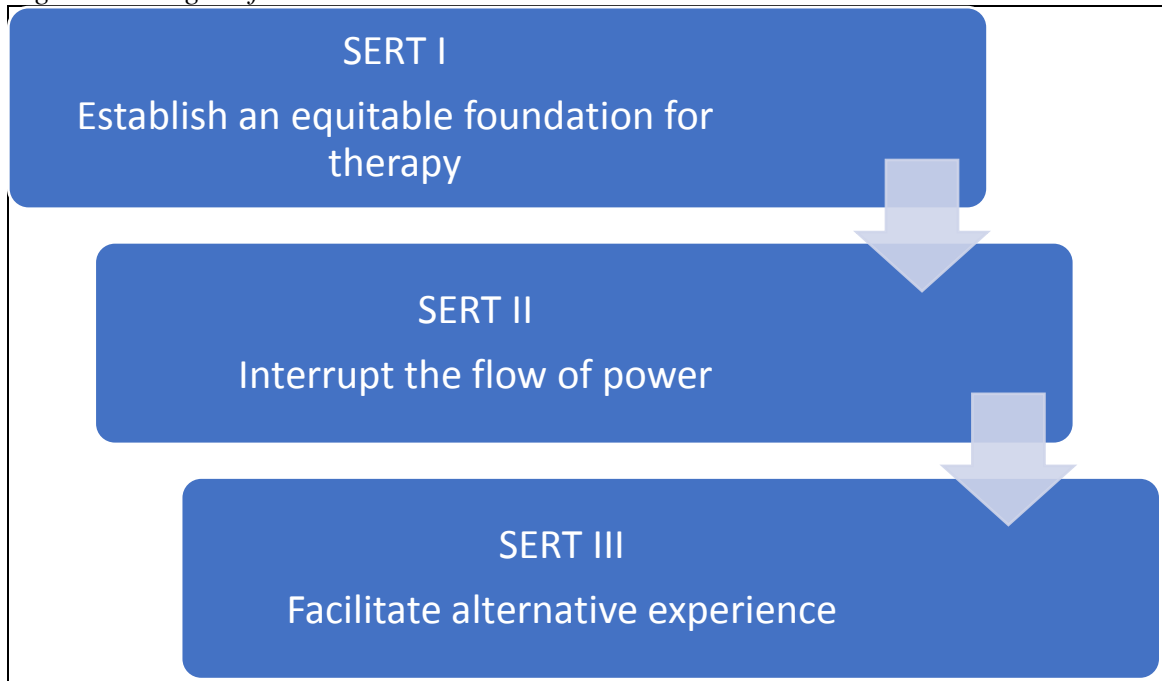 SERT I
Establish an equitable foundation for
therapy
SERT II
Interrupt the flow of power
SERT III
Facilitate alternative experience